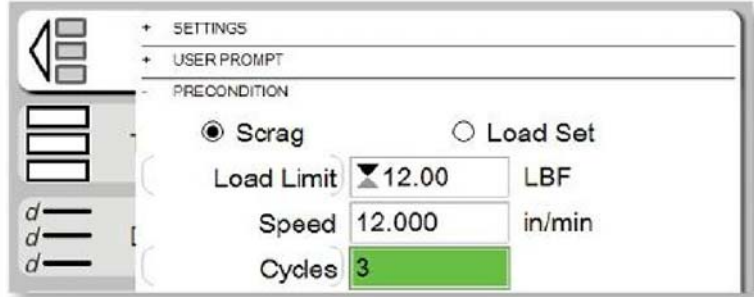 + SETTINGS
+ USER PROMPT
- PRECONDITION
Scrag Load Set
Load Limit 12.00 LBF
Speed 12.000 in/min
Cycles 3
d
d
d